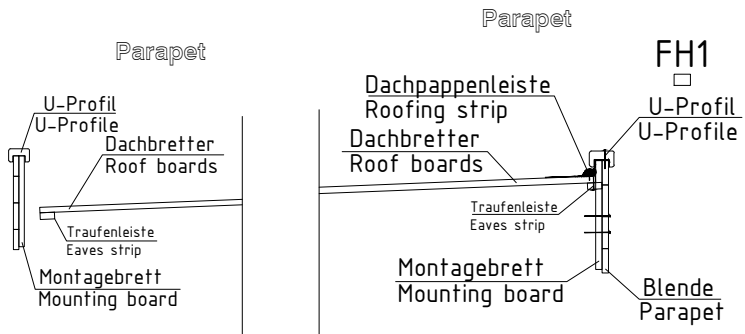 Parapet
U-Profil
U-Profile
Dachbretter
Roof boards
Traufenleiste
Eaves strip
Montagebrett
Mounting board
Parapet
FH1
Dachpappenleiste
Roofing strip
U-Profil
U-Profile
Dachbretter
Roof boards
Traufenleiste
Eaves strip
Montagebrett
Mounting board
Blende
Parapet